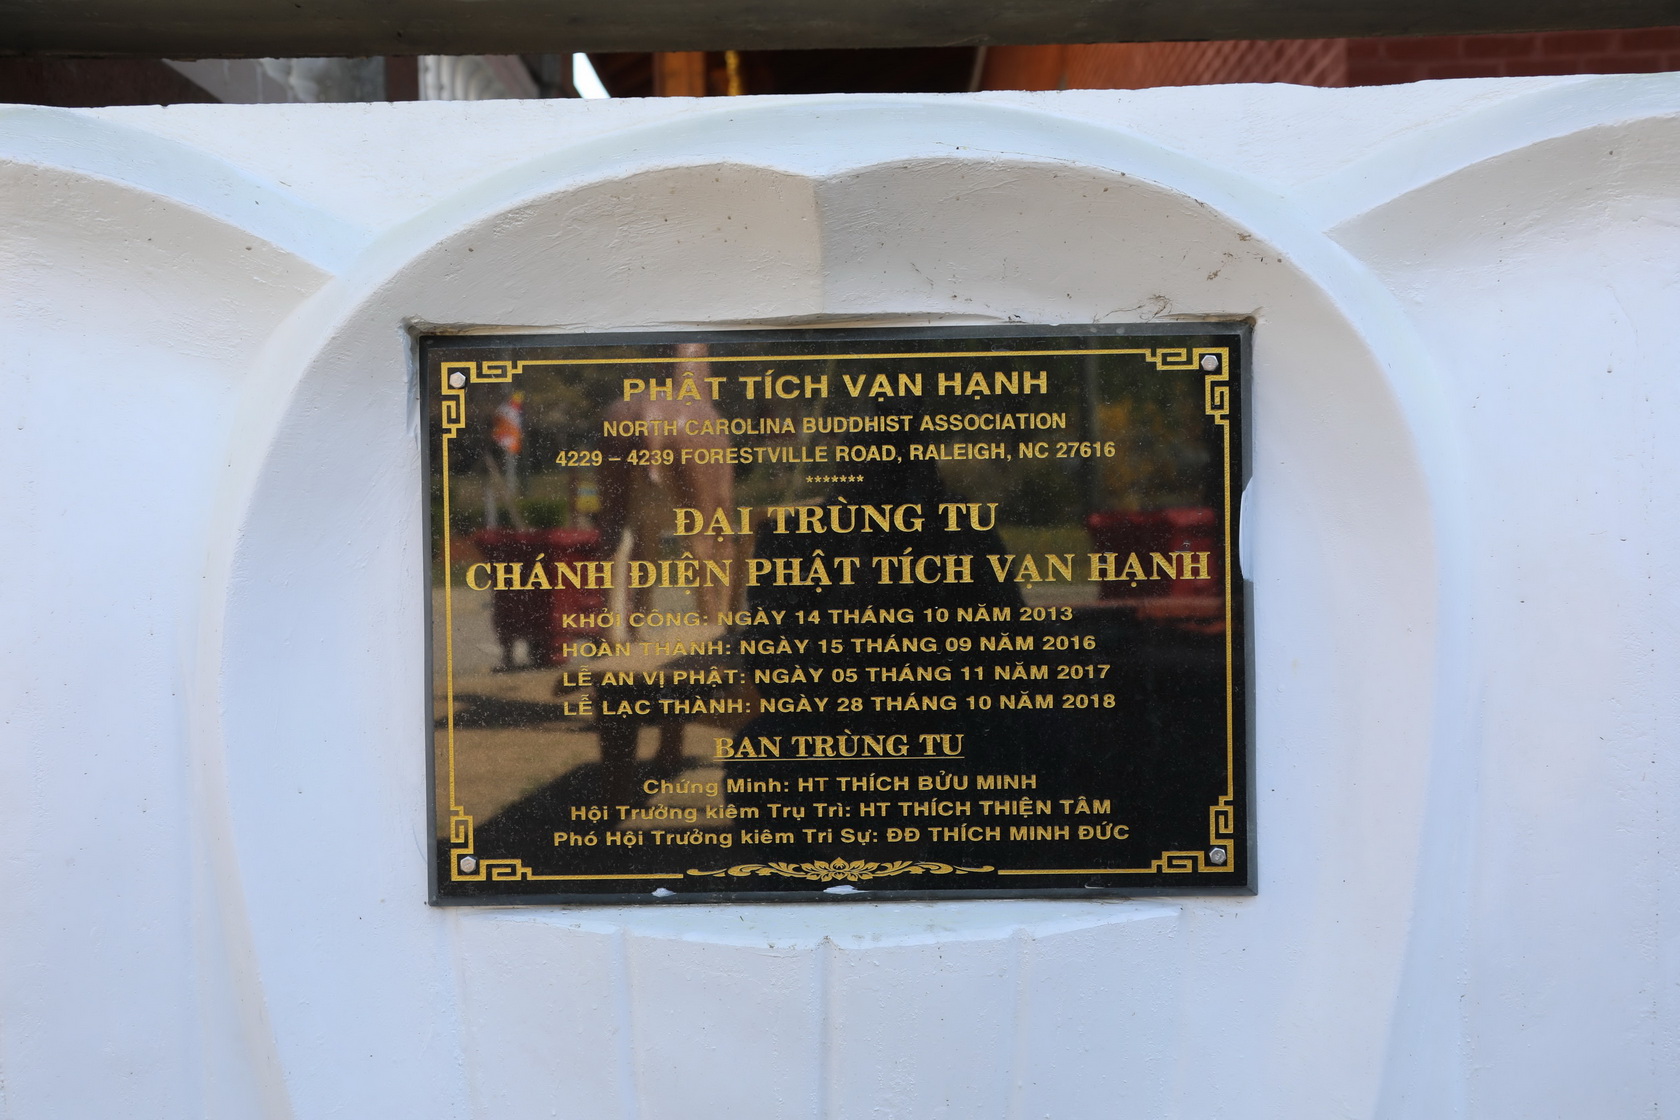 PHẬT TÍCH VẠN HẠNH
NORTH CAROLINA BUDDHIST ASSOCIATION
4229 – 4239 FORESTVILLE ROAD, RALEIGH, NC 27616
*******
ĐẠI TRÙNG TU
CHÁNH ĐIỆN PHẬT TÍCH VẠN HẠNH
KHỞI CÔNG: NGÀY 14 THÁNG 10 NĂM 2013
HOÀN THÀNH: NGÀY 15 THÁNG 09 NĂM 2016
LỄ AN VỊ PHẬT: NGÀY 05 THÁNG 11 NĂM 2017
LỄ LẠC THÀNH: NGÀY 28 THÁNG 10 NĂM 2018
BAN TRÙNG TU
Chứng Minh: HT THÍCH BỬU MINH
Hội Trưởng kiêm Trụ Trì: HT THÍCH THIỆN TÂM
Phó Hội Trưởng kiêm Tri Sự: ĐĐ THÍCH MINH ĐỨC